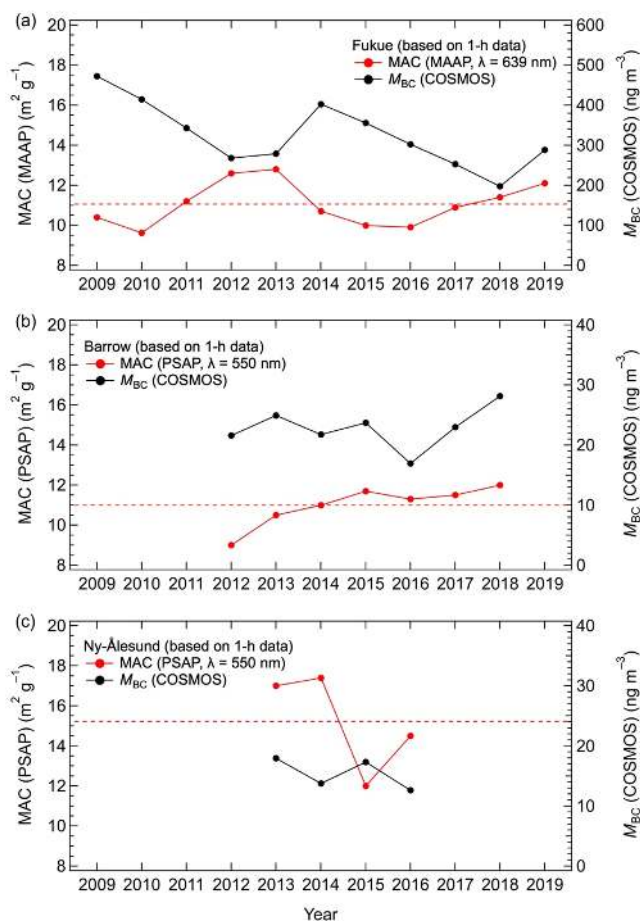 (a)
20
18
16
14
12
10
8
MAC (MAAP) (m² g⁻¹)
Fukue (based on 1-h data)
MAC (MAAP, λ = 639 nm)
M_BC (COSMOS)
600
500
400
300
200
100
0
M_BC (COSMOS) (ng m⁻³)
2009 2010 2011 2012 2013 2014 2015 2016 2017 2018 2019
(b)
20
18
16
14
12
10
8
MAC (PSAP) (m² g⁻¹)
Barrow (based on 1-h data)
MAC (PSAP, λ = 550 nm)
M_BC (COSMOS)
40
30
20
10
0
M_BC (COSMOS) (ng m⁻³)
2009 2010 2011 2012 2013 2014 2015 2016 2017 2018 2019
(c)
20
18
16
14
12
10
8
MAC (PSAP) (m² g⁻¹)
Ny-Ålesund (based on 1-h data)
MAC (PSAP, λ = 550 nm)
M_BC (COSMOS)
40
30
20
10
0
M_BC (COSMOS) (ng m⁻³)
2009 2010 2011 2012 2013 2014 2015 2016 2017 2018 2019
Year